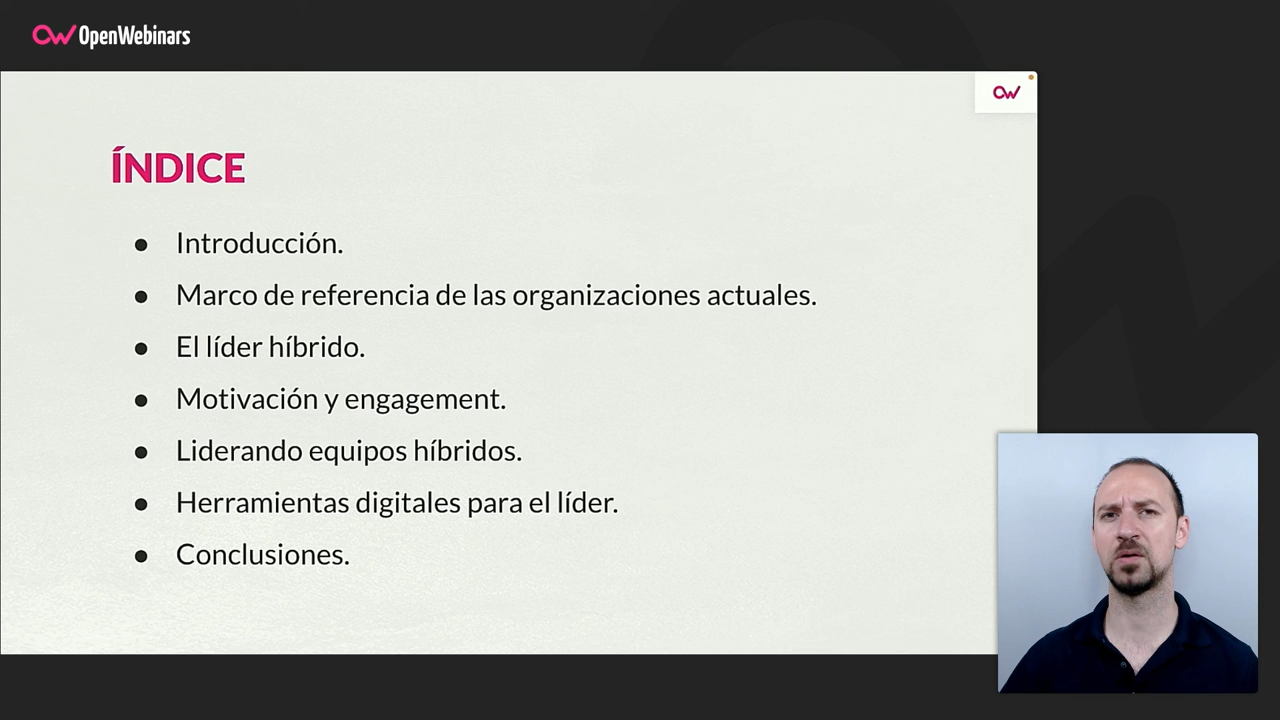 OpenWebinars
ÍNDICE
● Introducción.
● Marco de referencia de las organizaciones actuales.
● El líder híbrido.
● Motivación y engagement.
● Liderando equipos híbridos.
● Herramientas digitales para el líder.
● Conclusiones.